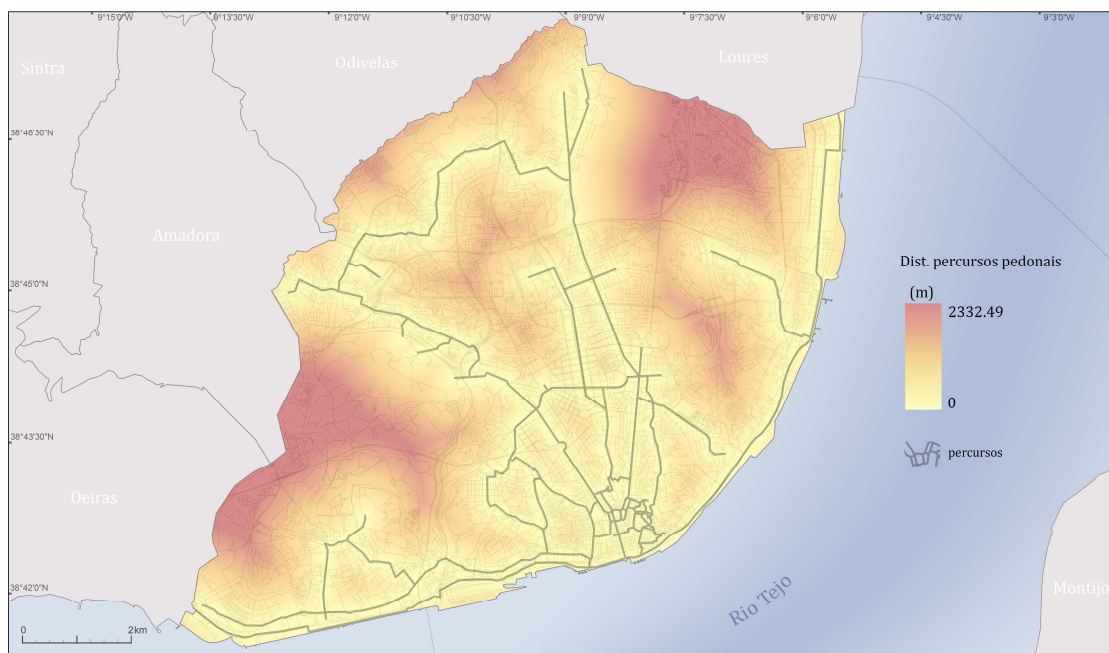 9°15'0"W
9°13'30"W
9°12'0"W
9°10'30"W
9°9'0"W
9°7'30"W
9°6'0"W
9°4'30"W
9°3'0"W
Sintra
Odivelas
Loures
38°46'30"N
Amadora
Dist. percursos pedonais
38°45'0"N
(m)
2332.49
0
38°43'30"N
percursos
Oeiras
38°42'0"N
Rio Tejo
Montijo
0
2km